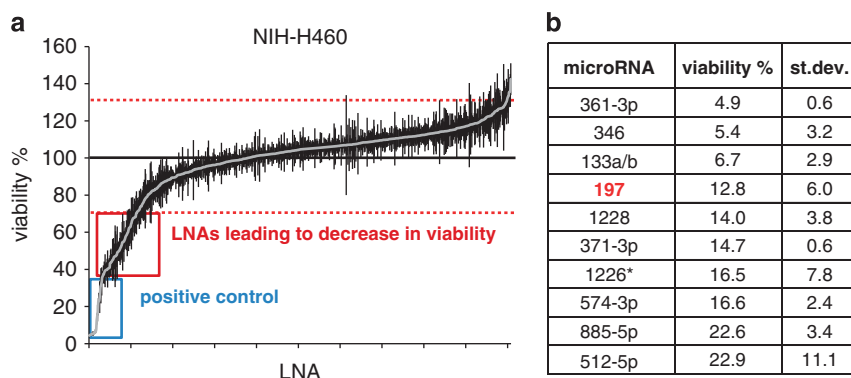 a
NIH-H460
viability %
160
140
120
100
80
60
40
20
0
LNAs leading to decrease in viability
positive control
LNA
b
microRNA viability % st.dev.
361-3p 4.9 0.6
346 5.4 3.2
133a/b 6.7 2.9
197 12.8 6.0
1228 14.0 3.8
371-3p 14.7 0.6
1226* 16.5 7.8
574-3p 16.6 2.4
885-5p 22.6 3.4
512-5p 22.9 11.1